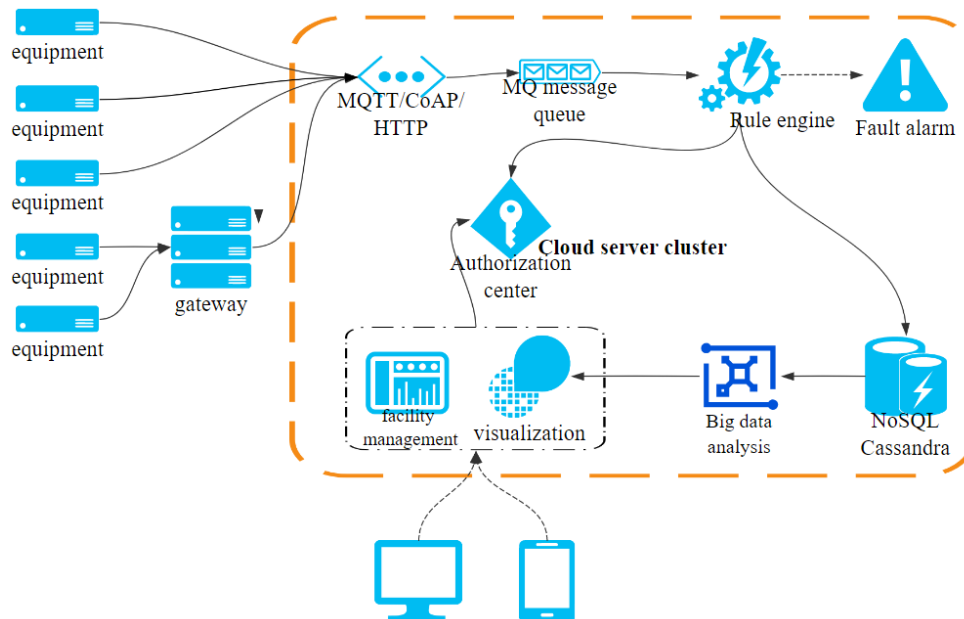 equipment
equipment
equipment
equipment
equipment
gateway
MQTT/CoAP/
HTTP
MQ message
queue
Rule engine
Fault alarm
Cloud server cluster
Authorization
center
facility
management
visualization
Big data
analysis
NoSQL
Cassandra